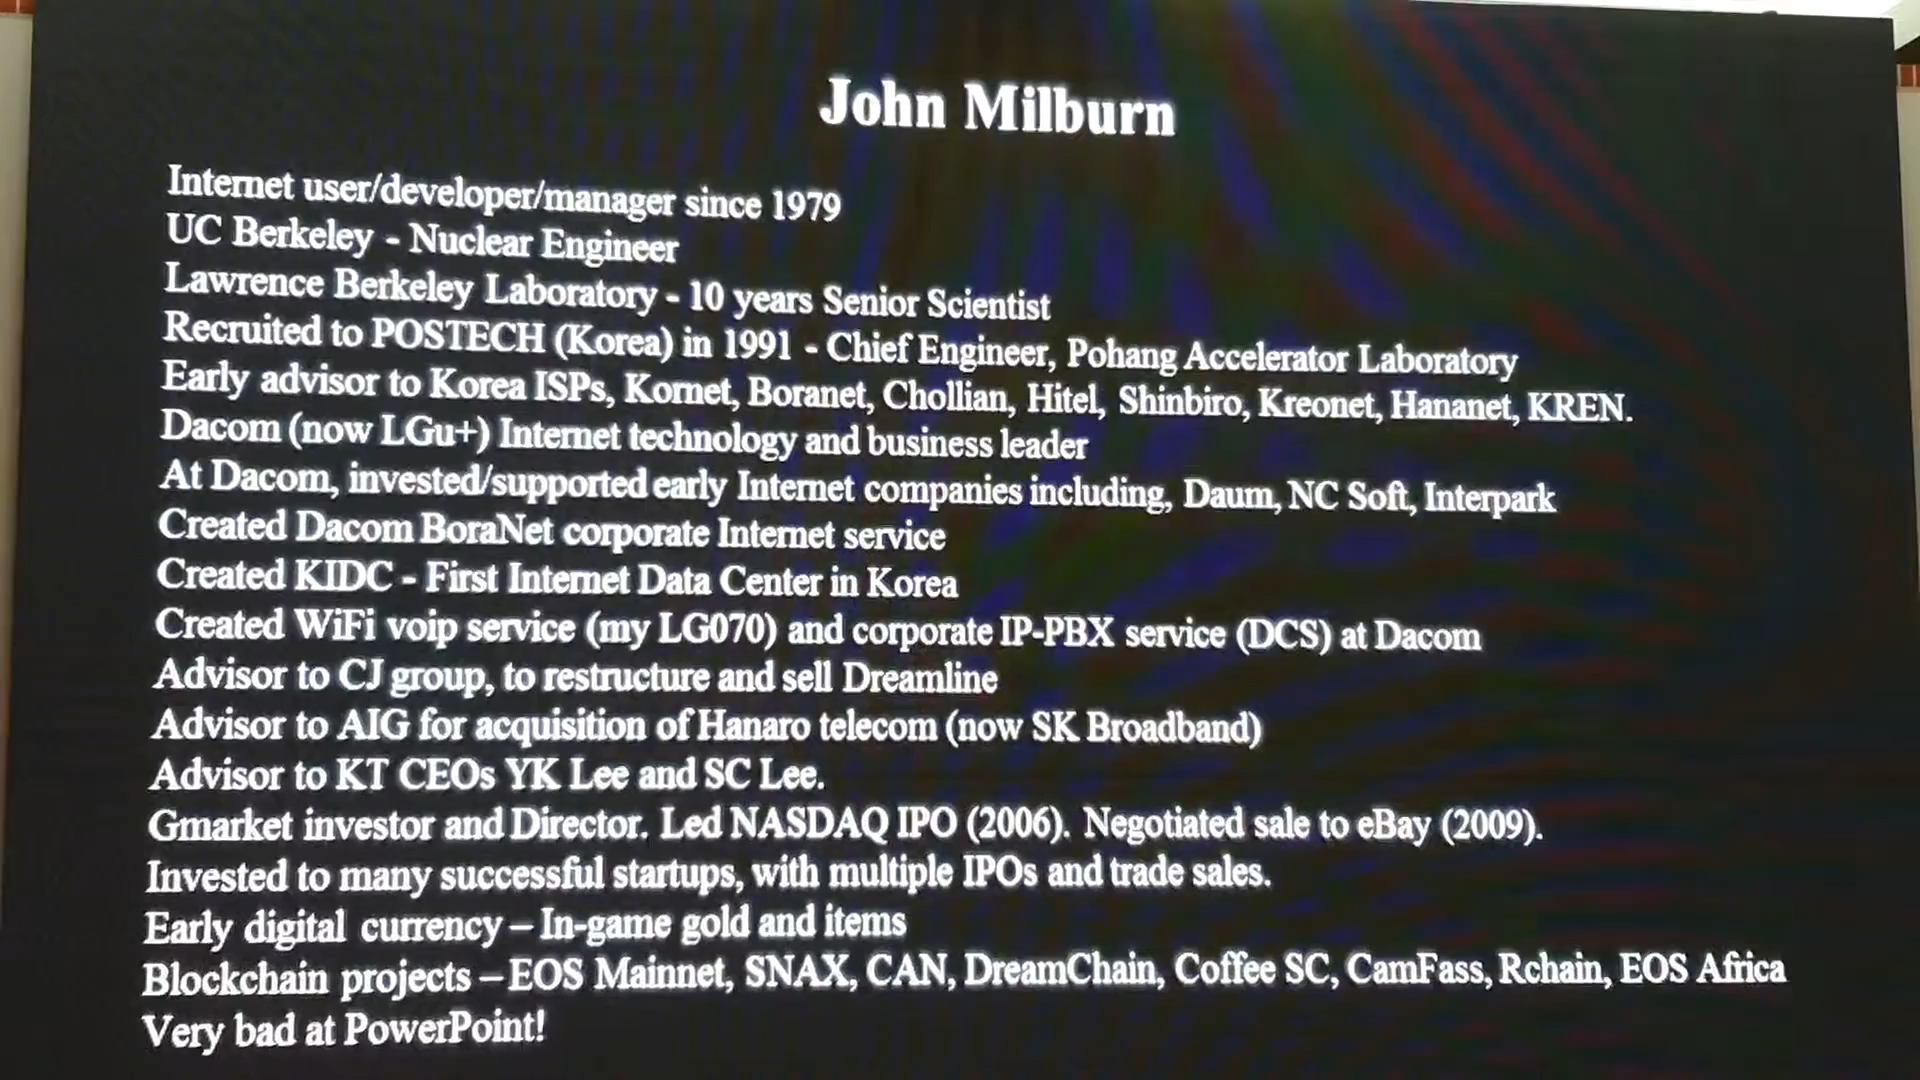 John Milburn
Internet user/developer/manager since 1979
UC Berkeley - Nuclear Engineer
Lawrence Berkeley Laboratory - 10 years Senior Scientist
Recruited to POSTECH (Korea) in 1991 - Chief Engineer, Pohang Accelerator Laboratory
Early advisor to Korea ISPs, Kornet, Boranet, Chollian, Hitel, Shinbiro, Kreonet, Hananet, KREN.
Dacom (now LGu+) Internet technology and business leader
At Dacom, invested/supported early Internet companies including, Daum, NC Soft, Interpark
Created Dacom BoraNet corporate Internet service
Created KIDC - First Internet Data Center in Korea
Created WiFi voip service (my LG070) and corporate IP-PBX service (DCS) at Dacom
Advisor to CJ group, to restructure and sell Dreamline
Advisor to AIG for acquisition of Hanaro telecom (now SK Broadband)
Advisor to KT CEOs YK Lee and SC Lee.
Gmarket investor and Director. Led NASDAQ IPO (2006). Negotiated sale to eBay (2009).
Invested to many successful startups, with multiple IPOs and trade sales.
Early digital currency – In-game gold and items
Blockchain projects – EOS Mainnet, SNAX, CAN, DreamChain, Coffee SC, CamFass, Rchain, EOS Africa
Very bad at PowerPoint!